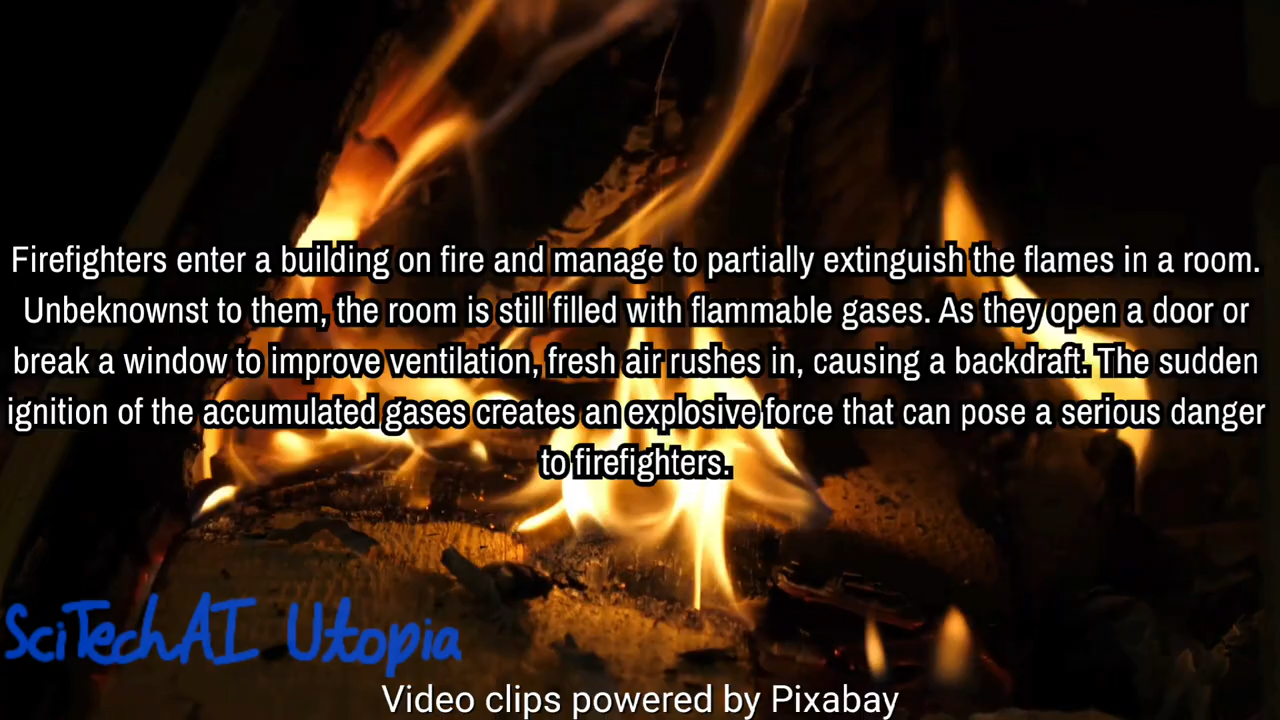 Firefighters enter a building on fire and manage to partially extinguish the flames in a room.
Unbeknownst to them, the room is still filled with flammable gases. As they open a door or
break a window to improve ventilation, fresh air rushes in, causing a backdraft. The sudden
ignition of the accumulated gases creates an explosive force that can pose a serious danger
to firefighters.
SciTechAI Utopia
Video clips powered by Pixabay